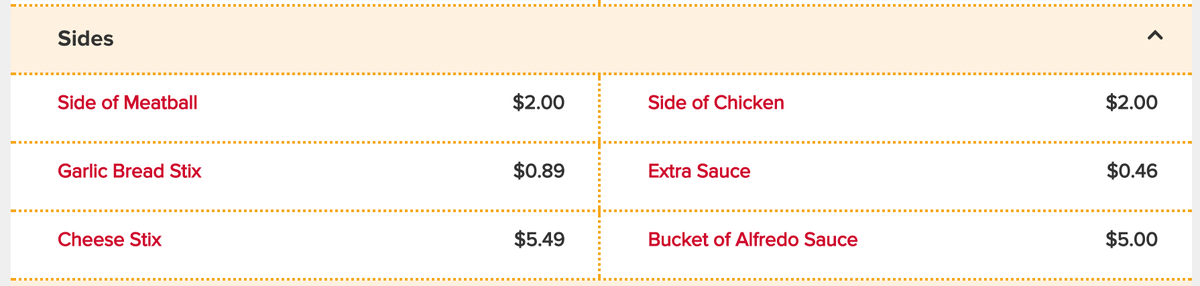 Sides
Side of Meatball $2.00 Side of Chicken $2.00
Garlic Bread Stix $0.89 Extra Sauce $0.46
Cheese Stix $5.49 Bucket of Alfredo Sauce $5.00